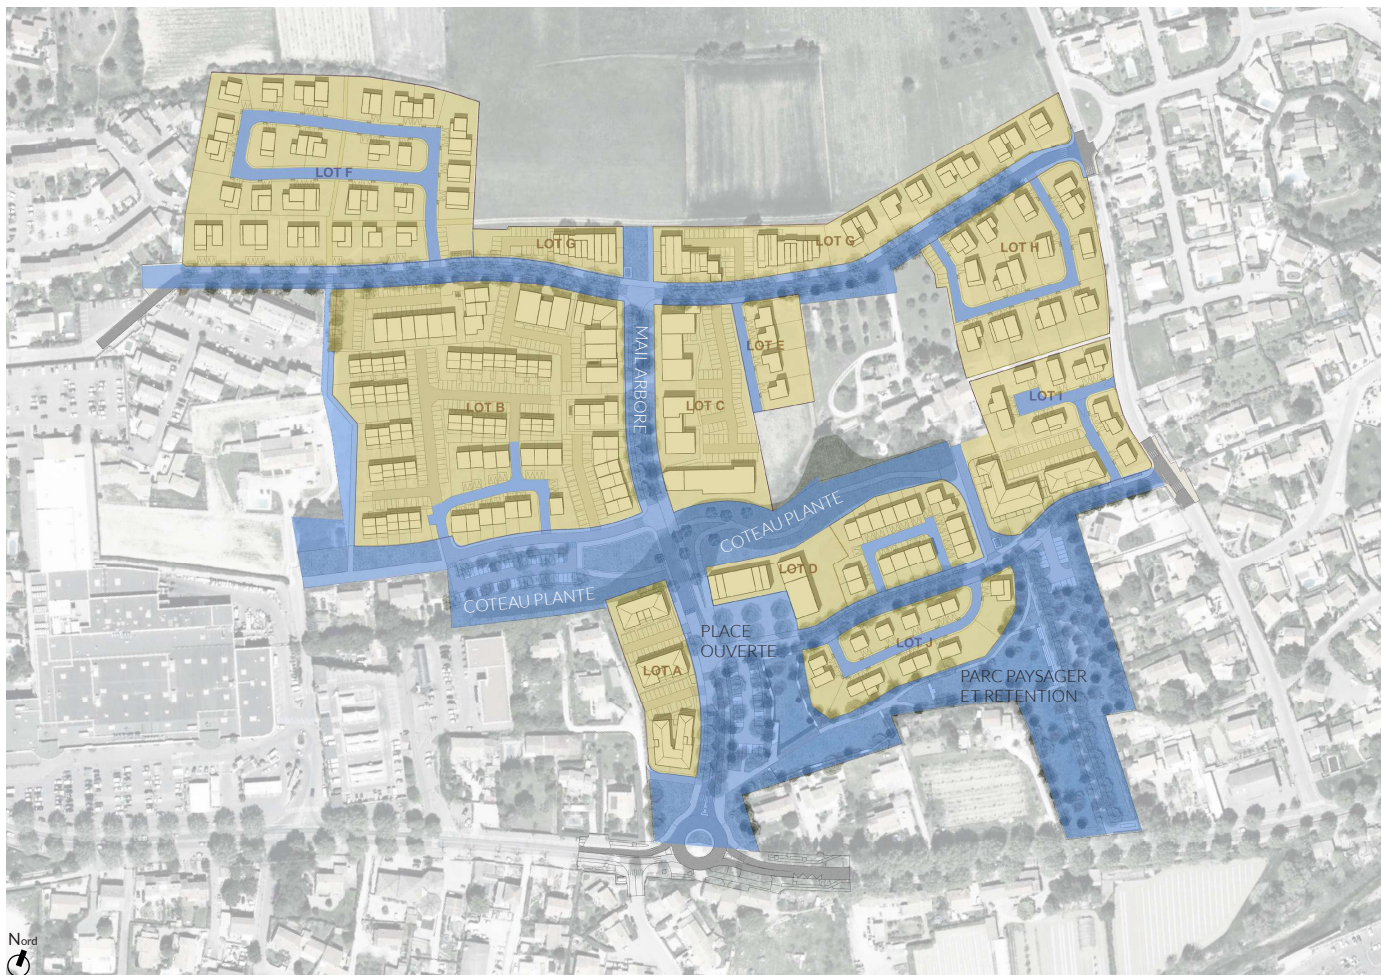 LOT F
LOT G
LOT G
LOT H
MAIL ARBORE
LOT E
LOT B
LOT C
LOT I
COTEAU PLANTE
LOT D
COTEAU PLANTE
PLACE
OUVERTE
LOT J
LOT A
PARC PAYSAGER
ET RETENTION
Nord